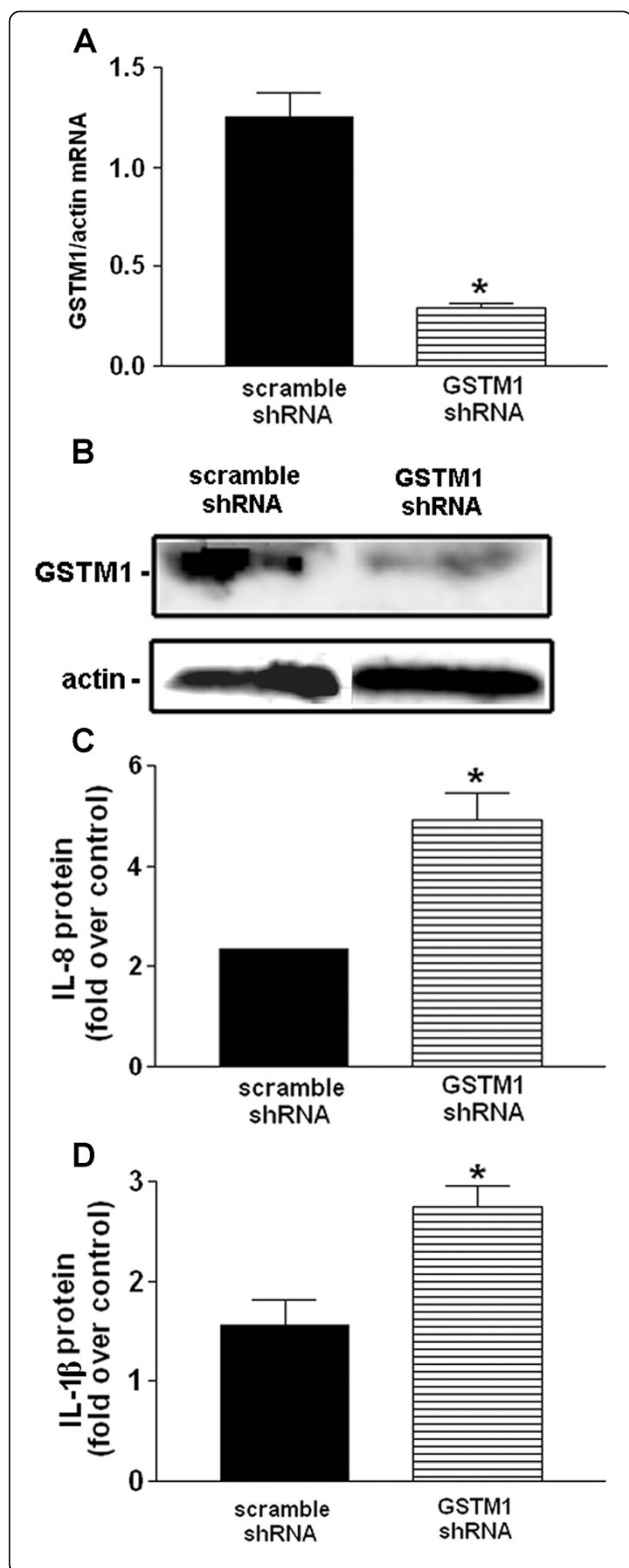 A
1.5
1.0
0.5
0.0
GSTM1/actin mRNA
*
scramble
shRNA
GSTM1
shRNA
B
scramble
shRNA
GSTM1
shRNA
GSTM1 -
actin -
C
6
4
2
0
IL-8 protein
(fold over control)
*
scramble
shRNA
GSTM1
shRNA
D
3
2
1
0
IL-1β protein
(fold over control)
*
scramble
shRNA
GSTM1
shRNA